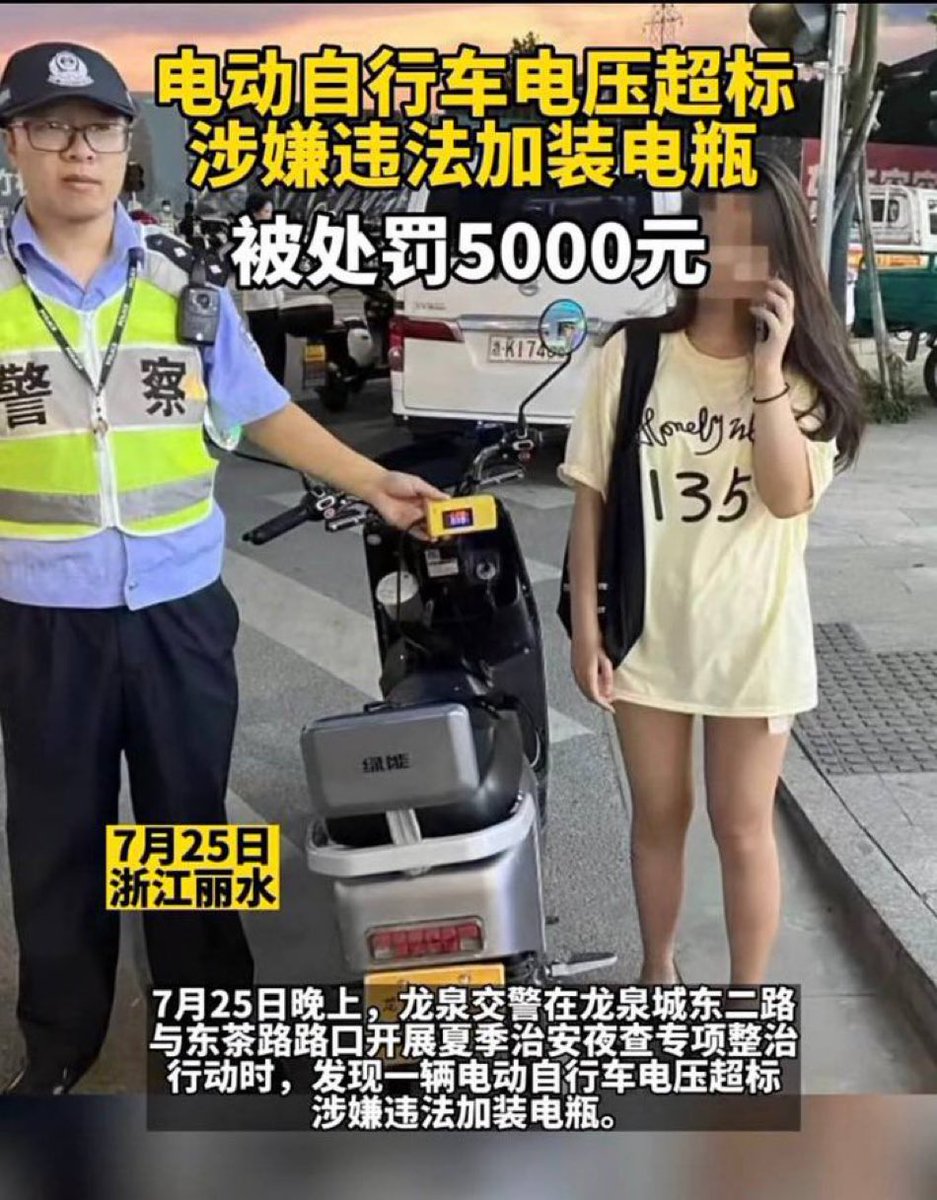 电动自行车电压超标
涉嫌违法加装电瓶
被处罚5000元
警 察
135
绿能
7月25日
浙江丽水
7月25日晚上，龙泉交警在龙泉城东二路
与东茶路路口开展夏季治安夜查专项整治
行动时，发现一辆电动自行车电压超标
涉嫌违法加装电瓶。